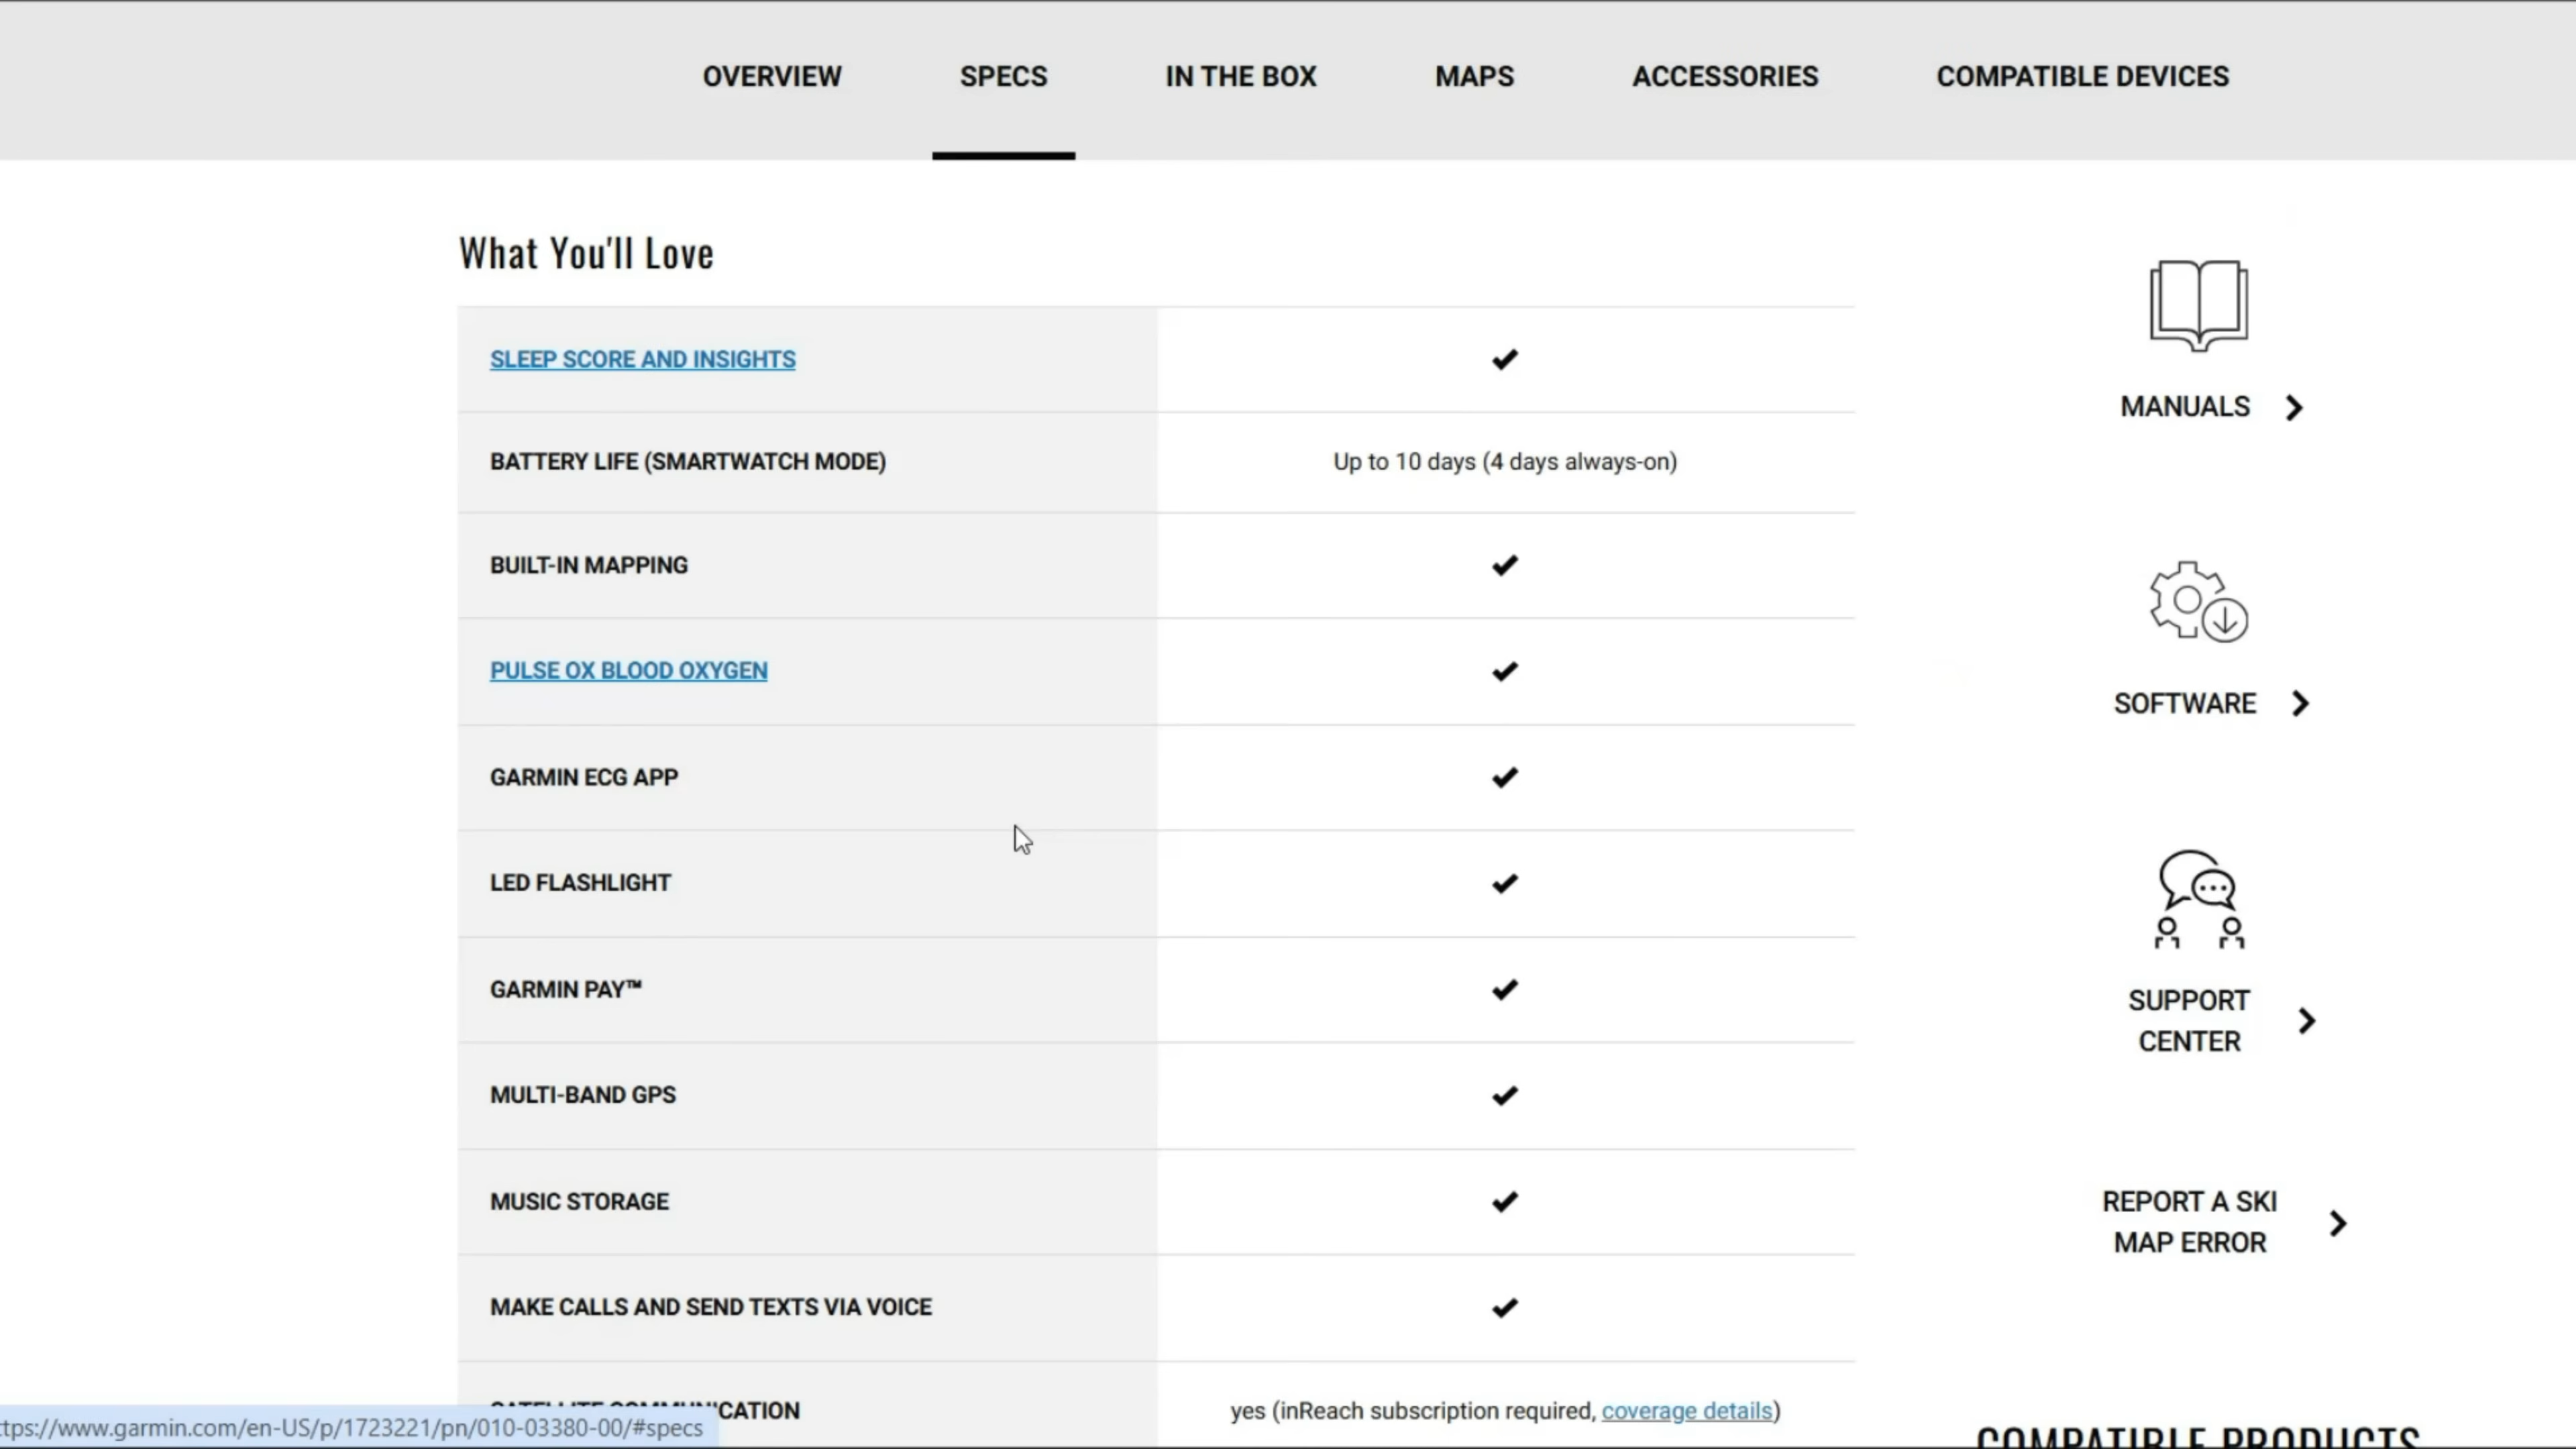 OVERVIEW SPECS IN THE BOX MAPS ACCESSORIES COMPATIBLE DEVICES
What You'll Love
SLEEP SCORE AND INSIGHTS
BATTERY LIFE (SMARTWATCH MODE) Up to 10 days (4 days always-on)
BUILT-IN MAPPING
PULSE OX BLOOD OXYGEN
GARMIN ECG APP
LED FLASHLIGHT
GARMIN PAY™
MULTI-BAND GPS
MUSIC STORAGE
MAKE CALLS AND SEND TEXTS VIA VOICE
SATELLITE COMMUNICATION yes (inReach subscription required, coverage details)
MANUALS
SOFTWARE
SUPPORT
CENTER
REPORT A SKI
MAP ERROR
COMPATIBLE PRODUCTS
ttps://www.garmin.com/en-US/p/1723221/pn/010-03380-00/#specs